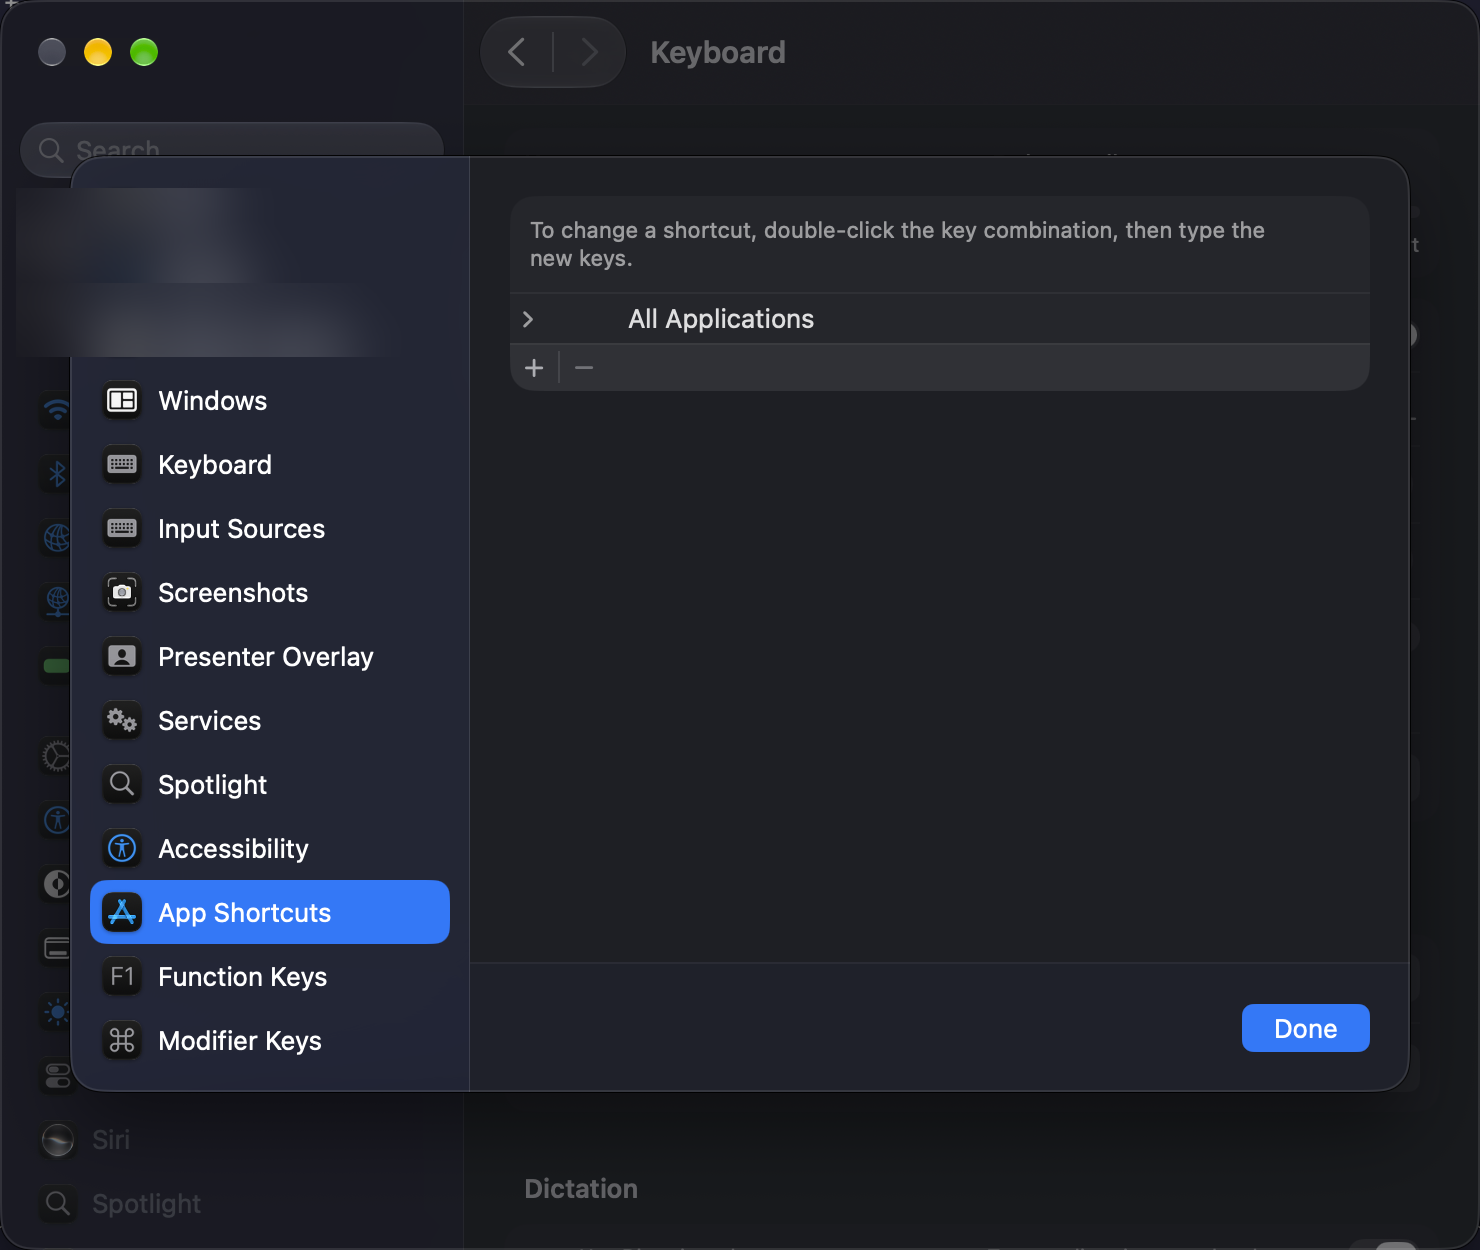 Keyboard
Search
To change a shortcut, double-click the key combination, then type the
new keys.
All Applications
Windows
Keyboard
Input Sources
Screenshots
Presenter Overlay
Services
Spotlight
Accessibility
App Shortcuts
F1 Function Keys
Modifier Keys
Done
Siri
Spotlight
Dictation